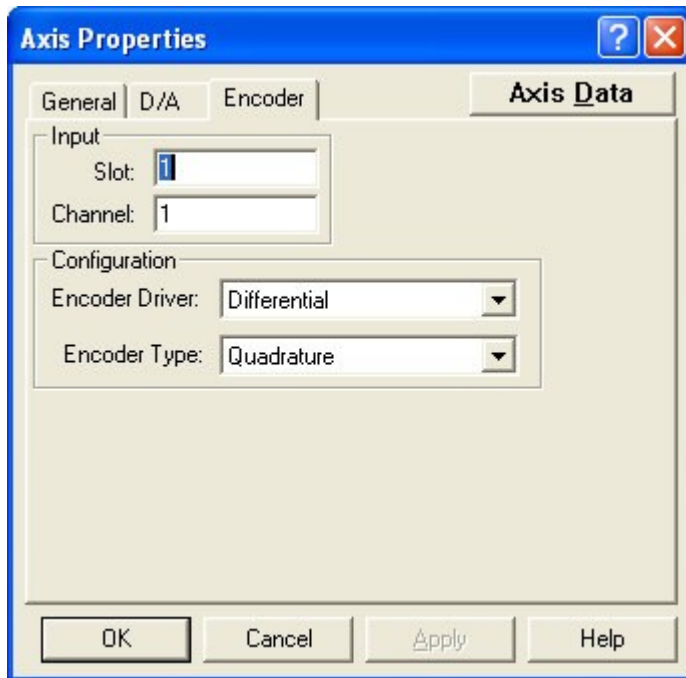 Axis Properties
?
General D/A Encoder Axis Data
Input
Slot: 1
Channel: 1
Configuration
Encoder Driver: Differential
Encoder Type: Quadrature
OK Cancel Apply Help